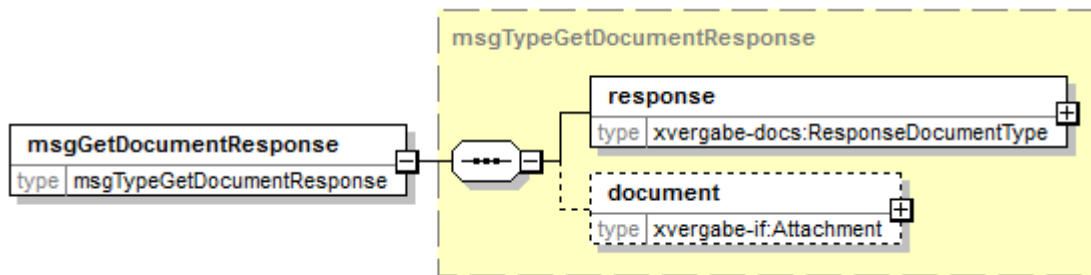 msgTypeGetDocumentResponse
response
type xvergabe-docs:ResponseDocumentType
msgGetDocumentResponse
type msgTypeGetDocumentResponse
document
type xvergabe-if:Attachment